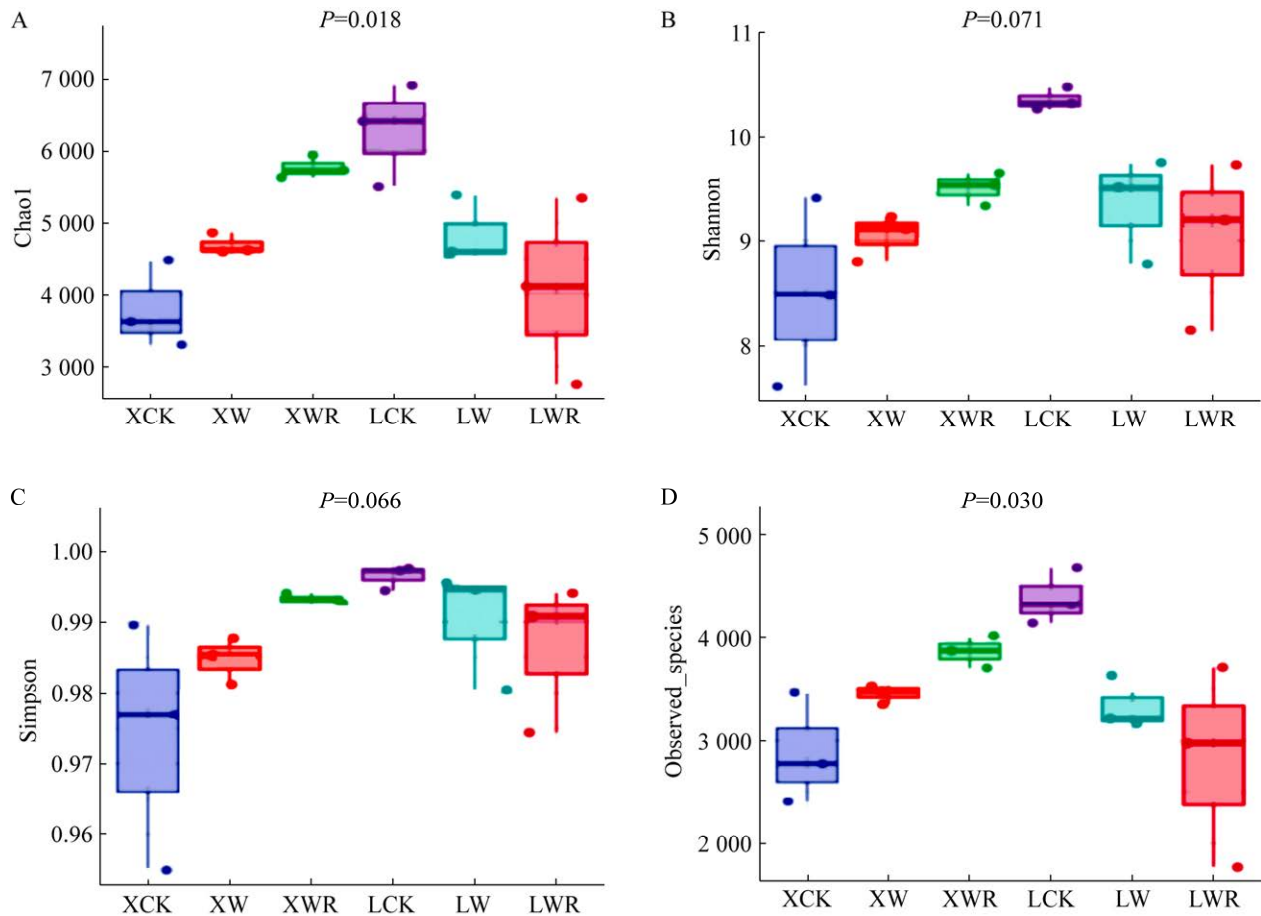 A
P=0.018
Chao1
7 000
6 000
5 000
4 000
3 000
XCK XW XWR LCK LW LWR
B
P=0.071
Shannon
11
10
9
8
XCK XW XWR LCK LW LWR
C
P=0.066
Simpson
1.00
0.99
0.98
0.97
0.96
XCK XW XWR LCK LW LWR
D
P=0.030
Observed_species
5 000
4 000
3 000
2 000
XCK XW XWR LCK LW LWR